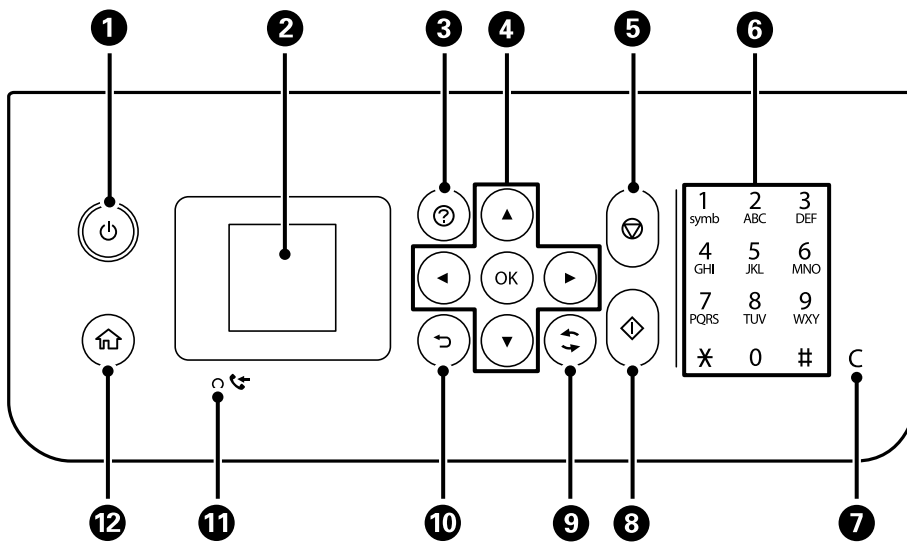 1 2 3 4 5 6
?
OK
1 2 3
symb ABC DEF
4 5 6
GHI JKL MNO
7 8 9
PQRS TUV WXY
* 0 #
C
12 11 10 9 8 7